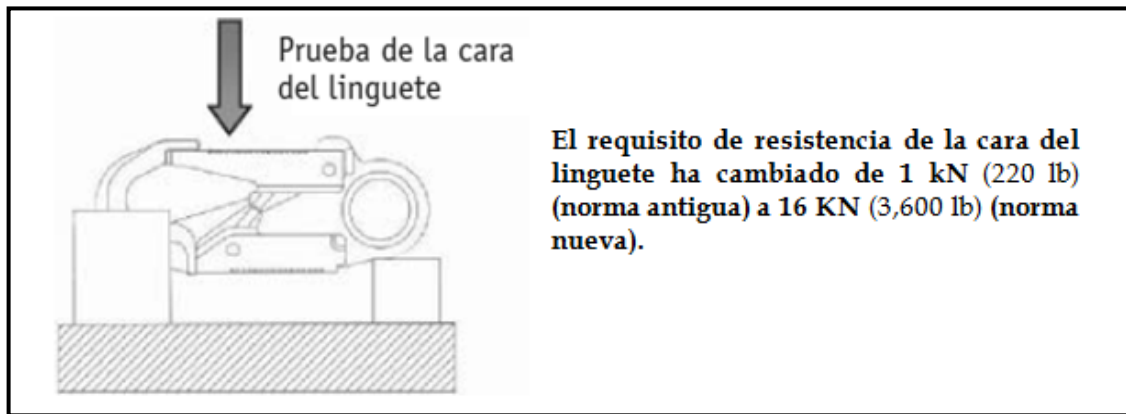 Prueba de la cara
del linguete
El requisito de resistencia de la cara del
linguete ha cambiado de 1 kN (220 lb)
(norma antigua) a 16 KN (3,600 lb) (norma
nueva).